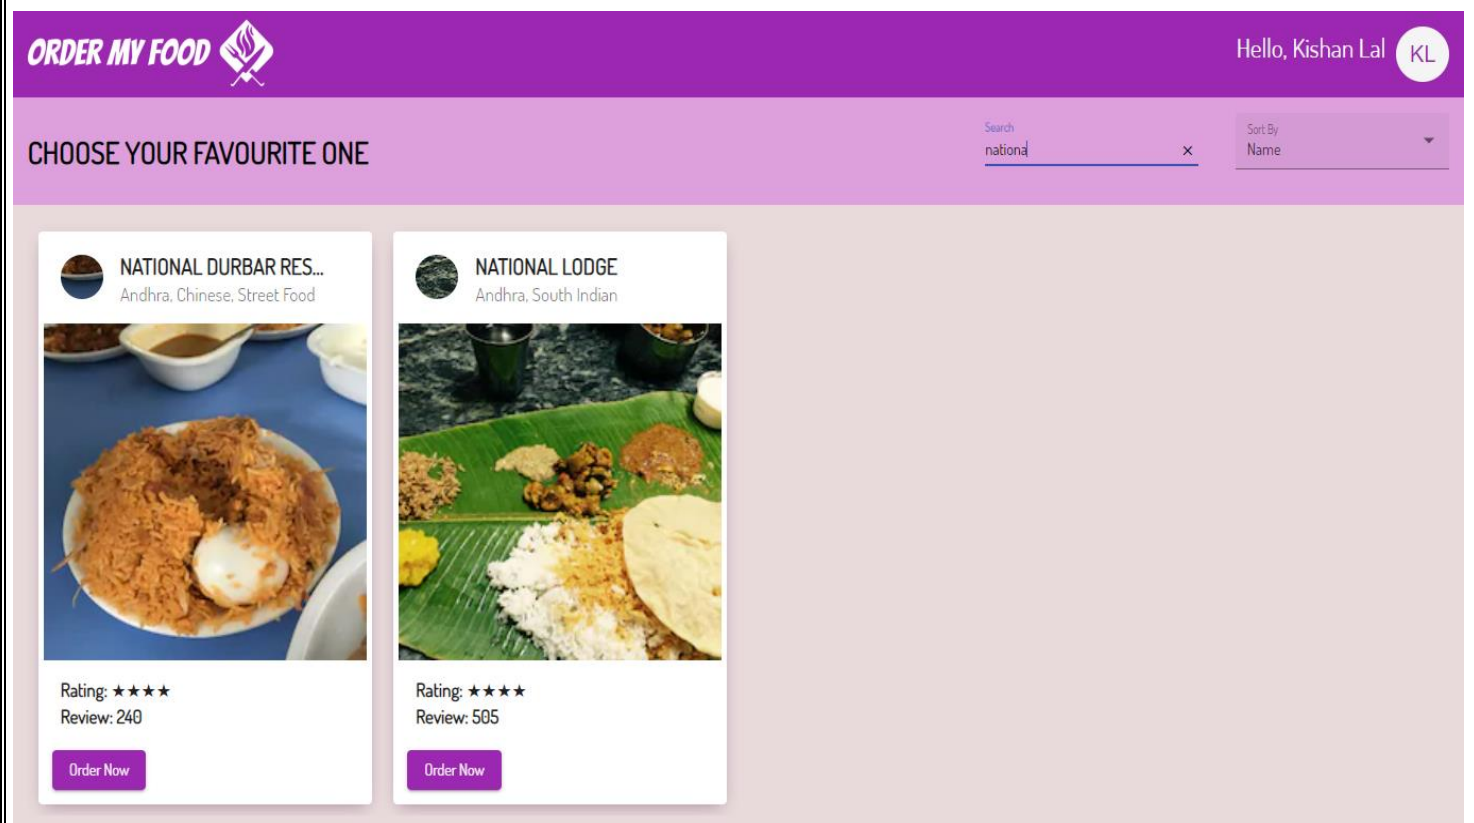 ORDER MY FOOD
Hello, Kishan Lal
KL
CHOOSE YOUR FAVOURITE ONE
Search
nationa
×
Sort By
Name
NATIONAL DURBAR RES...
Andhra, Chinese, Street Food
Rating: ★★★★
Review: 240
Order Now
NATIONAL LODGE
Andhra, South Indian
Rating: ★★★★
Review: 505
Order Now